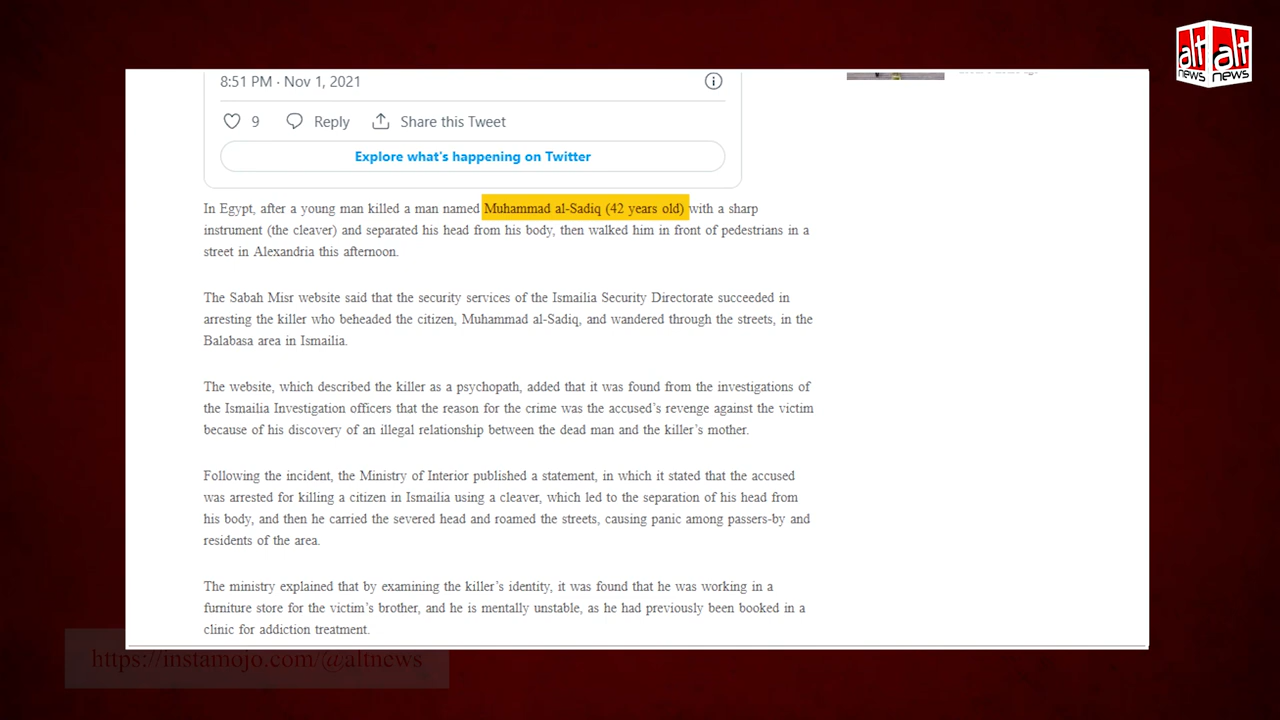 alt alt
news news
8:51 PM · Nov 1, 2021
9 Reply Share this Tweet
Explore what's happening on Twitter
In Egypt, after a young man killed a man named Muhammad al-Sadiq (42 years old) with a sharp
instrument (the cleaver) and separated his head from his body, then walked him in front of pedestrians in a
street in Alexandria this afternoon.
The Sabah Misr website said that the security services of the Ismailia Security Directorate succeeded in
arresting the killer who beheaded the citizen, Muhammad al-Sadiq, and wandered through the streets, in the
Balabasa area in Ismailia.
The website, which described the killer as a psychopath, added that it was found from the investigations of
the Ismailia Investigation officers that the reason for the crime was the accused's revenge against the victim
because of his discovery of an illegal relationship between the dead man and the killer's mother.
Following the incident, the Ministry of Interior published a statement, in which it stated that the accused
was arrested for killing a citizen in Ismailia using a cleaver, which led to the separation of his head from
his body, and then he carried the severed head and roamed the streets, causing panic among passers-by and
residents of the area.
The ministry explained that by examining the killer's identity, it was found that he was working in a
furniture store for the victim's brother, and he is mentally unstable, as he had previously been booked in a
clinic for addiction treatment.
https://instamojo.com/@altnews